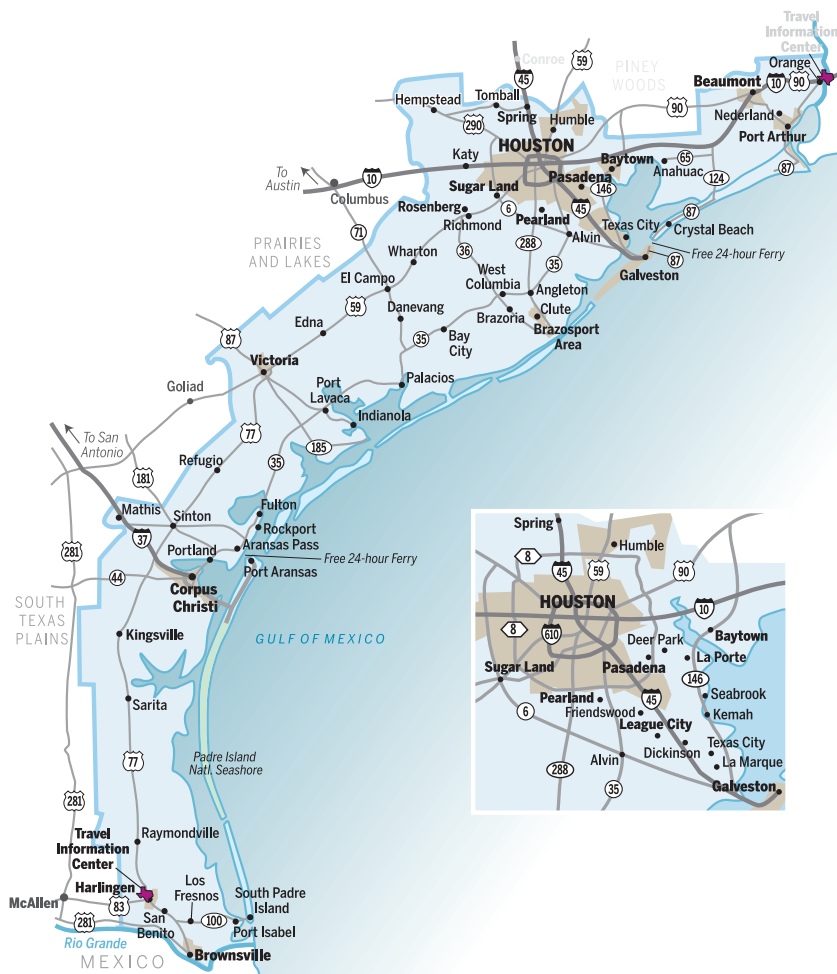 Travel
Information
Center
Orange
Conroe
59
45
PINEY
WOODS
Beaumont
10
90
Hempstead
Tomball
Spring
290
Humble
90
Nederland
Port Arthur
HOUSTON
Katy
Baytown
65
Anahuac
124
87
To
Austin
10
Columbus
Pasadena
146
Sugar Land
Rosenberg
Richmond
6
Pearland
45
Texas City
87
Crystal Beach
71
288
Alvin
Free 24-hour Ferry
PRAIRIES
AND LAKES
Wharton
36
35
Galveston
87
El Campo
West
Columbia
Angleton
59
Danevang
Brazoria
Clute
Edna
87
35
Bay
City
Brazosport
Area
Victoria
Goliad
Port
Lavaca
Palacios
Indianola
To San
Antonio
77
185
181
Refugio
35
Mathis
Sinton
Fulton
Rockport
281
37
Portland
Aransas Pass
Free 24-hour Ferry
Port Aransas
44
Corpus
Christi
SOUTH
TEXAS
PLAINS
Kingsville
GULF OF MEXICO
Sarita
77
Padre Island
Natl. Seashore
281
Raymondville
Travel
Information
Center
Harlingen
McAllen
83
Los
Fresnos
South Padre
Island
281
San
Benito
100
Port Isabel
Rio Grande
MEXICO
Brownsville
Spring
8
Humble
45
59
90
HOUSTON
10
8
610
Deer Park
Baytown
Pasadena
La Porte
Sugar Land
146
Pearland
45
Seabrook
6
Friendswood
Kemah
League City
Texas City
Alvin
Dickinson
La Marque
288
Galveston
35